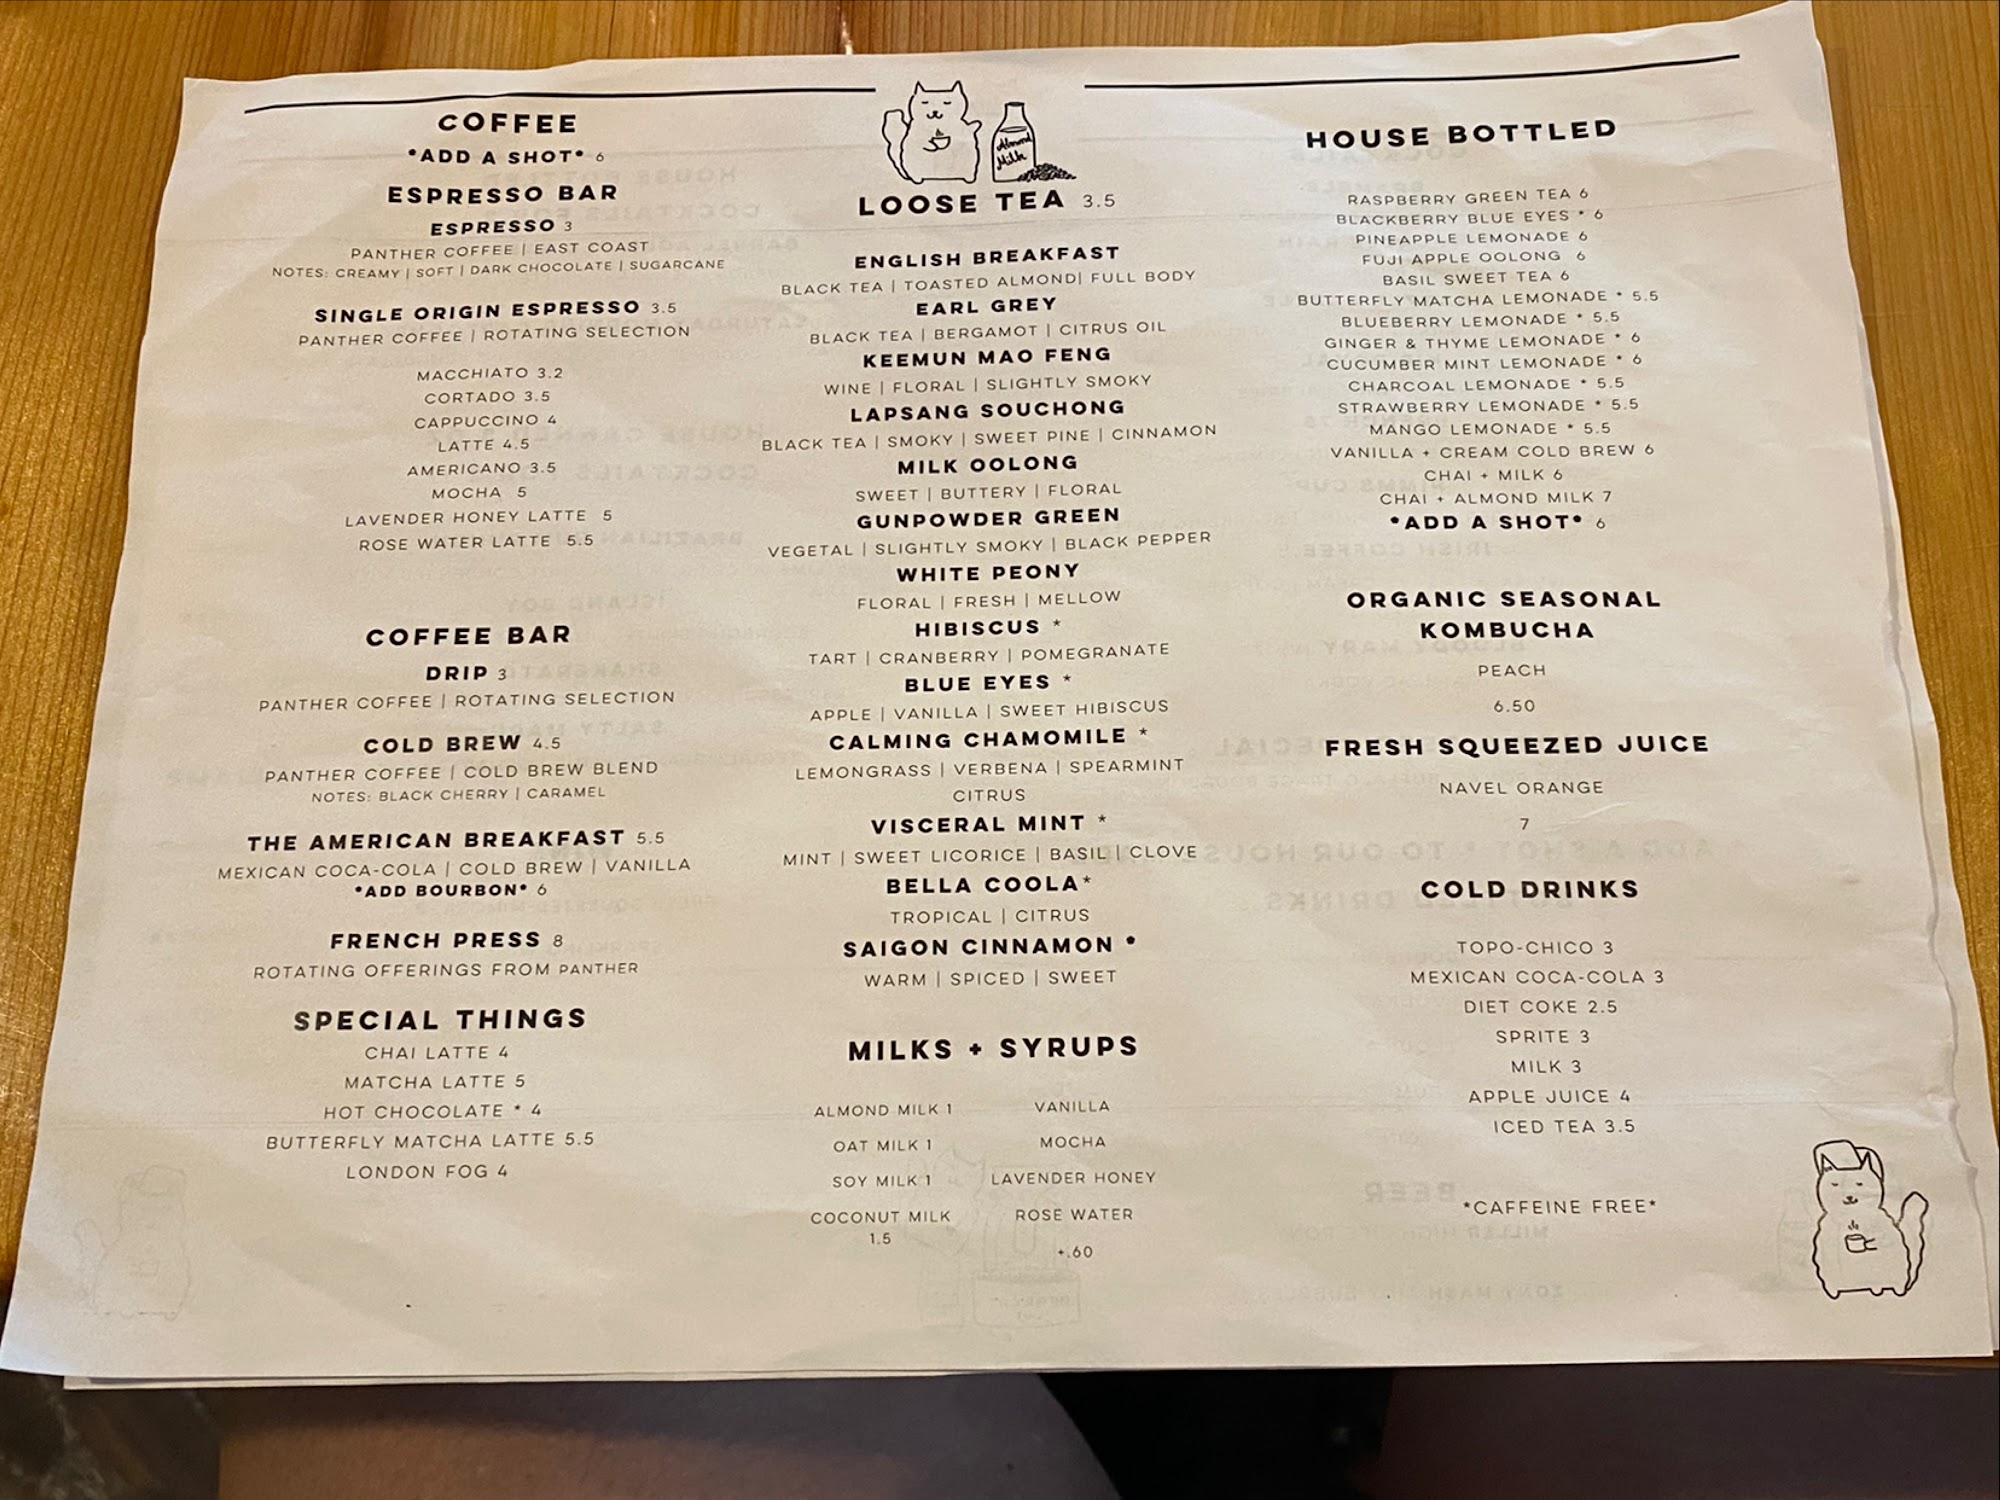 COFFEE
*ADD A SHOT* 6
ESPRESSO BAR
ESPRESSO 3
PANTHER COFFEE | EAST COAST
NOTES: CREAMY | SOFT | DARK CHOCOLATE | SUGARCANE
SINGLE ORIGIN ESPRESSO 3.5
PANTHER COFFEE | ROTATING SELECTION
MACCHIATO 3.2
CORTADO 3.5
CAPPUCCINO 4
LATTE 4.5
AMERICANO 3.5
MOCHA 5
LAVENDER HONEY LATTE 5
ROSE WATER LATTE 5.5
COFFEE BAR
DRIP 3
PANTHER COFFEE | ROTATING SELECTION
COLD BREW 4.5
PANTHER COFFEE | COLD BREW BLEND
NOTES: BLACK CHERRY | CARAMEL
THE AMERICAN BREAKFAST 5.5
MEXICAN COCA-COLA | COLD BREW | VANILLA
*ADD BOURBON* 6
FRENCH PRESS 8
ROTATING OFFERINGS FROM PANTHER
SPECIAL THINGS
CHAI LATTE 4
MATCHA LATTE 5
HOT CHOCOLATE * 4
BUTTERFLY MATCHA LATTE 5.5
LONDON FOG 4
Almond
Milk
LOOSE TEA 3.5
ENGLISH BREAKFAST
BLACK TEA | TOASTED ALMOND| FULL BODY
EARL GREY
BLACK TEA | BERGAMOT | CITRUS OIL
KEEMUN MAO FENG
WINE | FLORAL | SLIGHTLY SMOKY
LAPSANG SOUCHONG
BLACK TEA | SMOKY | SWEET PINE | CINNAMON
MILK OOLONG
SWEET | BUTTERY | FLORAL
GUNPOWDER GREEN
VEGETAL | SLIGHTLY SMOKY | BLACK PEPPER
WHITE PEONY
FLORAL | FRESH | MELLOW
HIBISCUS *
TART | CRANBERRY | POMEGRANATE
BLUE EYES *
APPLE | VANILLA | SWEET HIBISCUS
CALMING CHAMOMILE *
LEMONGRASS | VERBENA | SPEARMINT
CITRUS
VISCERAL MINT *
MINT | SWEET LICORICE | BASIL | CLOVE
BELLA COOLA*
TROPICAL | CITRUS
SAIGON CINNAMON *
WARM | SPICED | SWEET
MILKS + SYRUPS
ALMOND MILK 1
OAT MILK 1
SOY MILK 1
COCONUT MILK
1.5
VANILLA
MOCHA
LAVENDER HONEY
ROSE WATER
+.60
HOUSE BOTTLED
RASPBERRY GREEN TEA 6
BLACKBERRY BLUE EYES * 6
PINEAPPLE LEMONADE 6
FUJI APPLE OOLONG 6
BASIL SWEET TEA 6
BUTTERFLY MATCHA LEMONADE * 5.5
BLUEBERRY LEMONADE * 5.5
GINGER & THYME LEMONADE * 6
CUCUMBER MINT LEMONADE * 6
CHARCOAL LEMONADE * 5.5
STRAWBERRY LEMONADE * 5.5
MANGO LEMONADE * 5.5
VANILLA + CREAM COLD BREW 6
CHAI + MILK 6
CHAI + ALMOND MILK 7
*ADD A SHOT* 6
ORGANIC SEASONAL
KOMBUCHA
PEACH
6.50
FRESH SQUEEZED JUICE
NAVEL ORANGE
7
COLD DRINKS
TOPO-CHICO 3
MEXICAN COCA-COLA 3
DIET COKE 2.5
SPRITE 3
MILK 3
APPLE JUICE 4
ICED TEA 3.5
*CAFFEINE FREE*